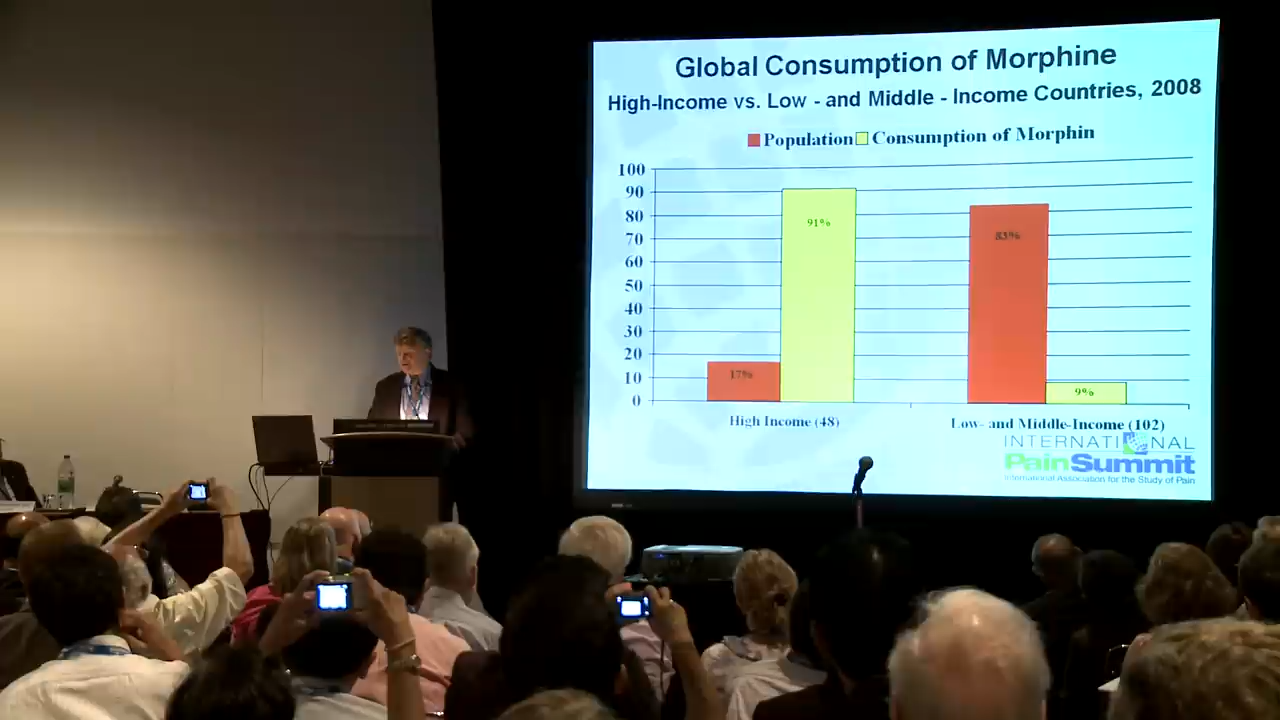 Global Consumption of Morphine
High-Income vs. Low - and Middle - Income Countries, 2008
Population Consumption of Morphin
100
90
80
70
60
50
40
30
20
10
0
17%
91%
83%
9%
High Income (48)
Low- and Middle-Income (102)
INTERNATIONAL
PainSummit
International Association for the Study of Pain